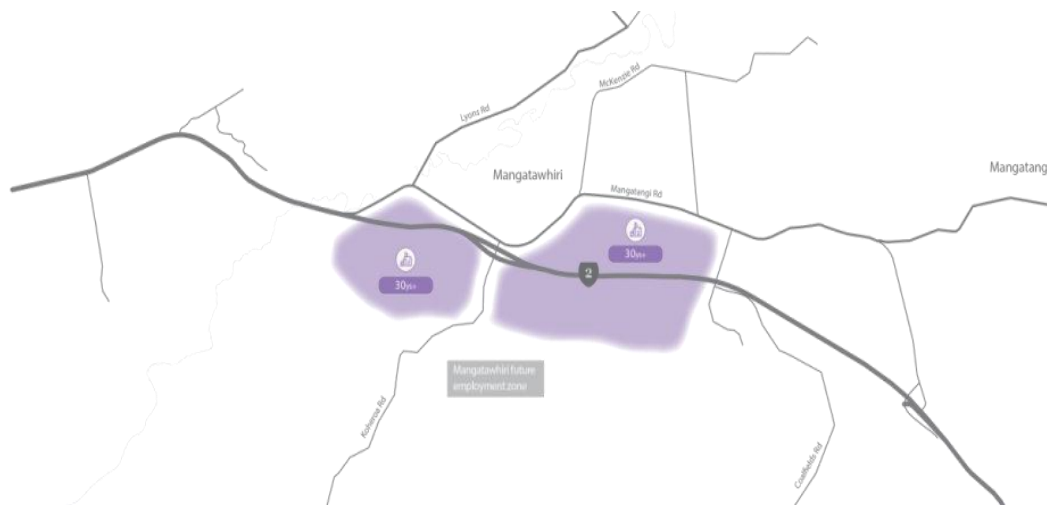 McKenzie Rd
Lyons Rd
Mangatawhiri
Mangatang
Mangatangi Rd
30yrs+
30yrs+
2
Mangatawhiri future
employment zone
Koheroa Rd
Coalfields Rd